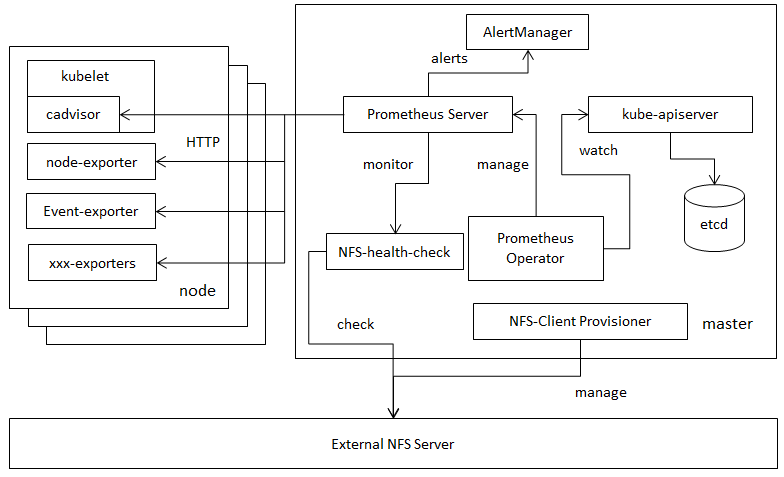 AlertManager
alerts
kubelet
cadvisor
Prometheus Server
kube-apiserver
HTTP
node-exporter
monitor
manage
watch
Event-exporter
etcd
NFS-health-check
Prometheus
Operator
xxx-exporters
node
check
NFS-Client Provisioner
master
manage
External NFS Server